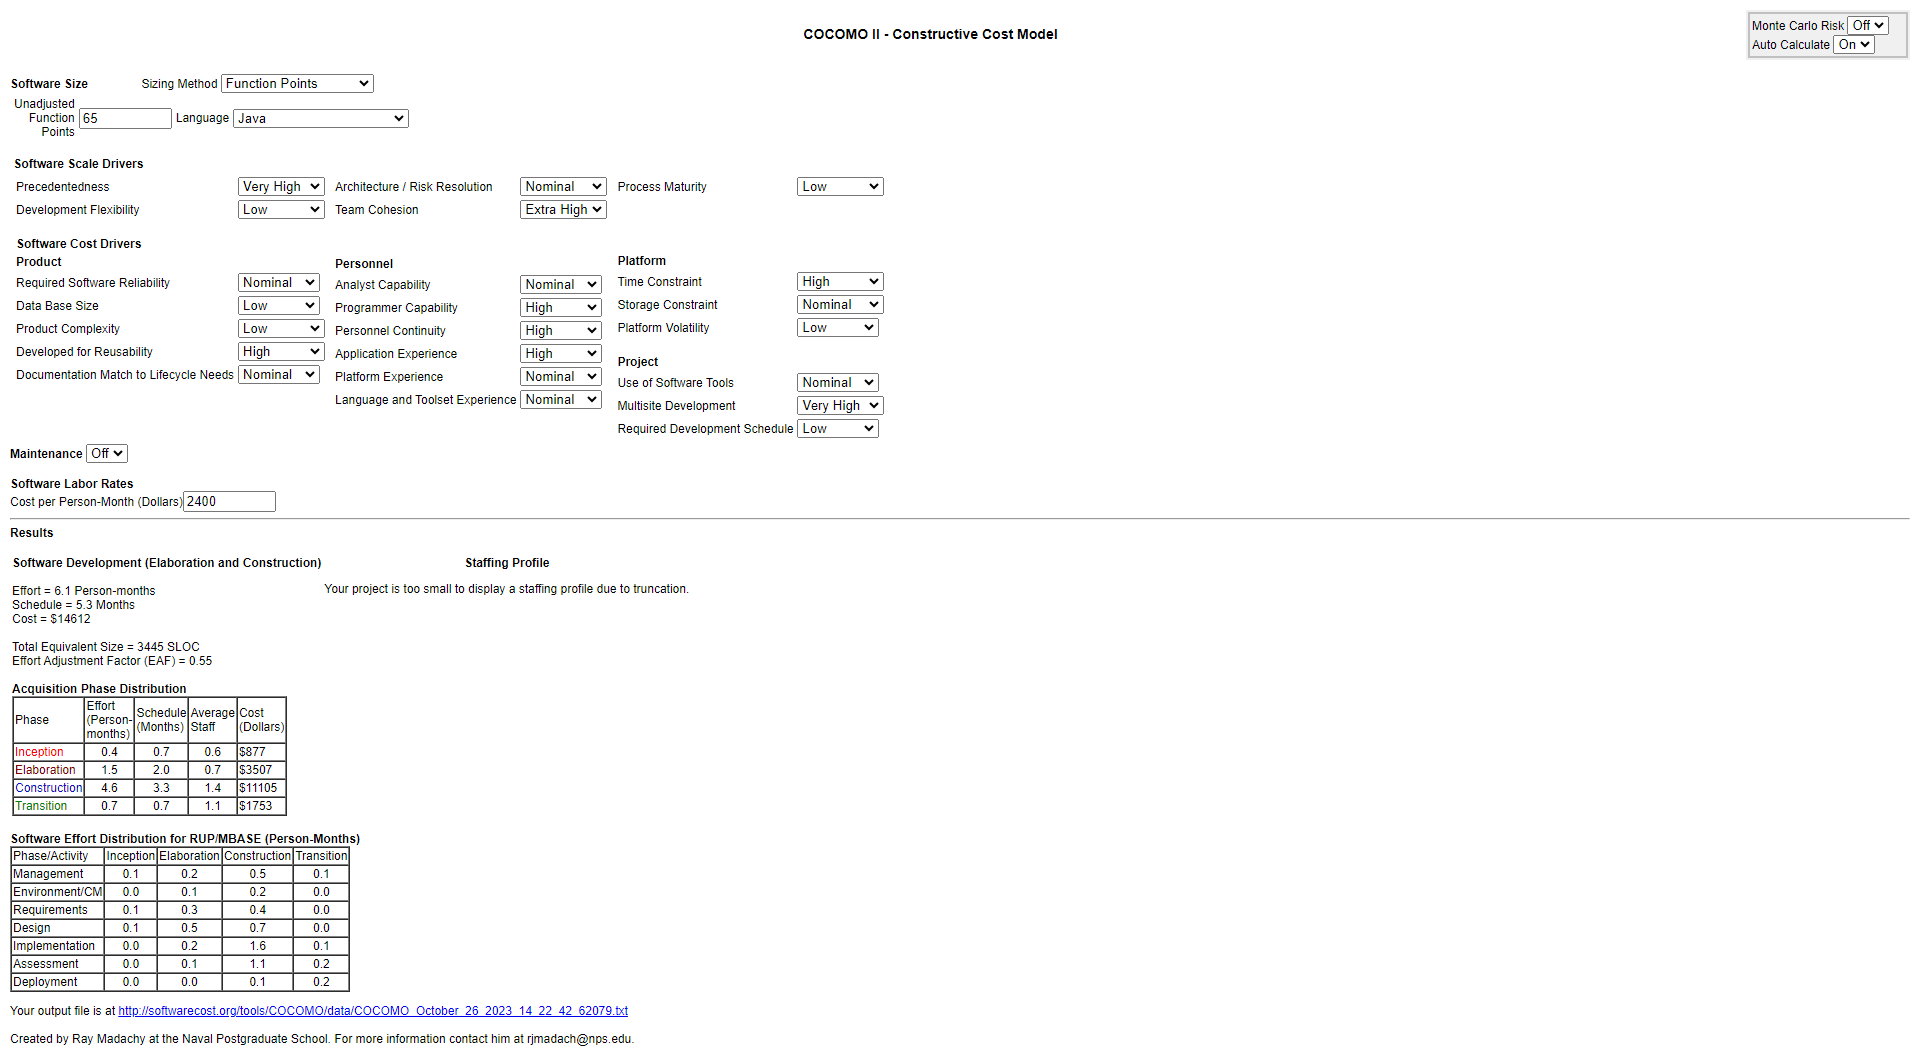 COCOMO II - Constructive Cost Model
Monte Carlo Risk Off
Auto Calculate On
Software Size Sizing Method Function Points
Unadjusted Function Points 65 Language Java
Software Scale Drivers
Precedentedness Very High Architecture / Risk Resolution Nominal Process Maturity Low
Development Flexibility Low Team Cohesion Extra High
Software Cost Drivers
Product
Required Software Reliability Nominal
Data Base Size Low
Product Complexity Low
Developed for Reusability High
Documentation Match to Lifecycle Needs Nominal
Personnel
Analyst Capability Nominal
Programmer Capability High
Personnel Continuity High
Application Experience High
Platform Experience Nominal
Language and Toolset Experience Nominal
Platform
Time Constraint High
Storage Constraint Nominal
Platform Volatility Low
Project
Use of Software Tools Nominal
Multisite Development Very High
Required Development Schedule Low
Maintenance Off
Software Labor Rates
Cost per Person-Month (Dollars) 2400
Results
Software Development (Elaboration and Construction)
Effort = 6.1 Person-months
Schedule = 5.3 Months
Cost = $14612
Total Equivalent Size = 3445 SLOC
Effort Adjustment Factor (EAF) = 0.55
Staffing Profile
Your project is too small to display a staffing profile due to truncation.
Acquisition Phase Distribution
Phase Effort (Person-months) Schedule (Months) Average Staff Cost (Dollars)
Inception 0.4 0.7 0.6 $877
Elaboration 1.5 2.0 0.7 $3507
Construction 4.6 3.3 1.4 $11105
Transition 0.7 0.7 1.1 $1753
Software Effort Distribution for RUP/MBASE (Person-Months)
Phase/Activity Inception Elaboration Construction Transition
Management 0.1 0.2 0.5 0.1
Environment/CM 0.0 0.1 0.2 0.0
Requirements 0.1 0.3 0.4 0.0
Design 0.1 0.5 0.7 0.0
Implementation 0.0 0.2 1.6 0.1
Assessment 0.0 0.1 1.1 0.2
Deployment 0.0 0.0 0.1 0.2
Your output file is at http://softwarecost.org/tools/COCOMO/data/COCOMO_October_26_2023_14_22_42_62079.txt
Created by Ray Madachy at the Naval Postgraduate School. For more information contact him at rjmadach@nps.edu.